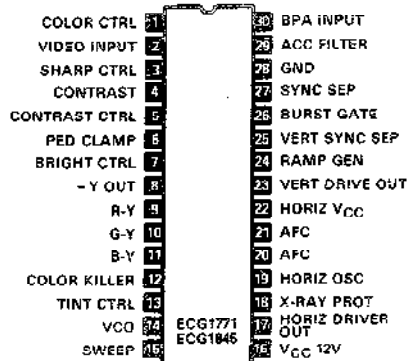 COLOR CTRL 1
VIDEO INPUT 2
SHARP CTRL 3
CONTRAST 4
CONTRAST CTRL 5
PED CLAMP 6
BRIGHT CTRL 7
-Y OUT 8
R-Y 9
G-Y 10
B-Y 11
COLOR KILLER 12
TINT CTRL 13
VCO 14
SWEEP 15
ECG1771
ECG1845
30 BPA INPUT
29 ACC FILTER
28 GND
27 SYNC SEP
26 BURST GATE
25 VERT SYNC SEP
24 RAMP GEN
23 VERT DRIVE OUT
22 HORIZ VCC
21 AFC
20 AFC
19 HORIZ OSC
18 X-RAY PROT
17 HORIZ DRIVER
OUT
16 VCC 12V